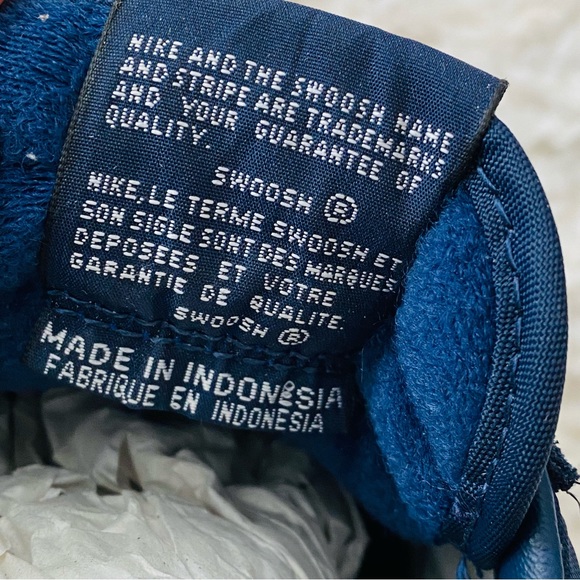 NIKE AND THE SWOOSH NAME
AND STRIPE ARE TRADEMARKS
AND YOUR GUARANTEE OF
QUALITY.
SWOOSH ®
NIKE,LE TERME SWOOSH ET
SON SIGLE SONT DES MARQUES
DEPOSEES ET VOTRE
GARANTIE DE QUALITE.
SWOOSH ®
MADE IN INDONESIA
FABRIQUE EN INDONESIA